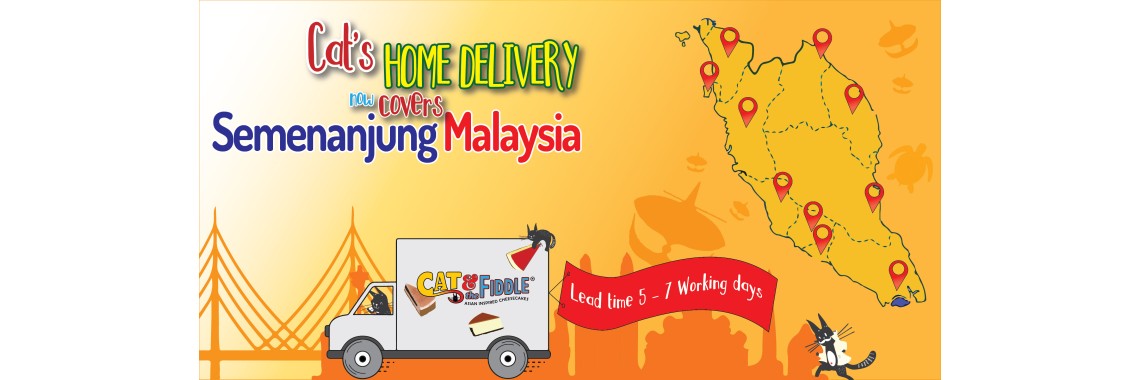 Cat's HOME DELIVERY
now covers
Semenanjung Malaysia
CAT &
the FIDDLE®
ASIAN INSPIRED CHEESECAKES
Lead time 5 - 7 Working days